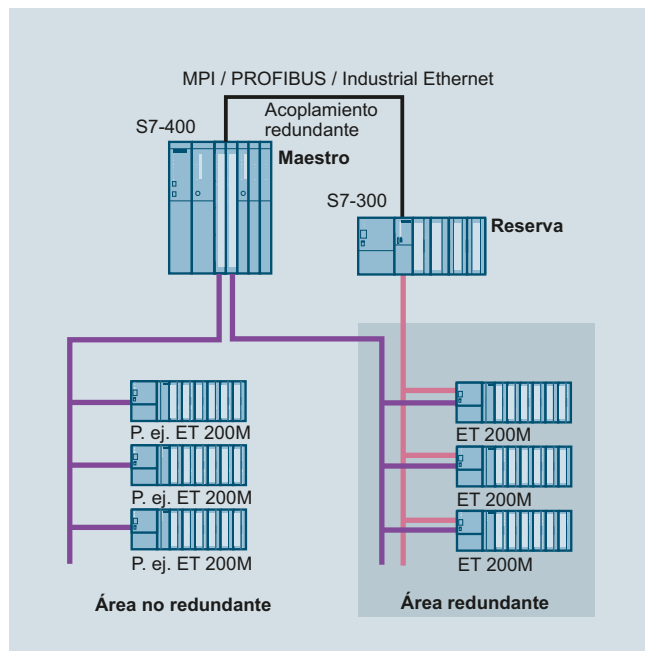 MPI / PROFIBUS / Industrial Ethernet
Acoplamiento
redundante
S7-400
Maestro
S7-300
Reserva
P. ej. ET 200M
ET 200M
P. ej. ET 200M
ET 200M
P. ej. ET 200M
ET 200M
Área no redundante
Área redundante